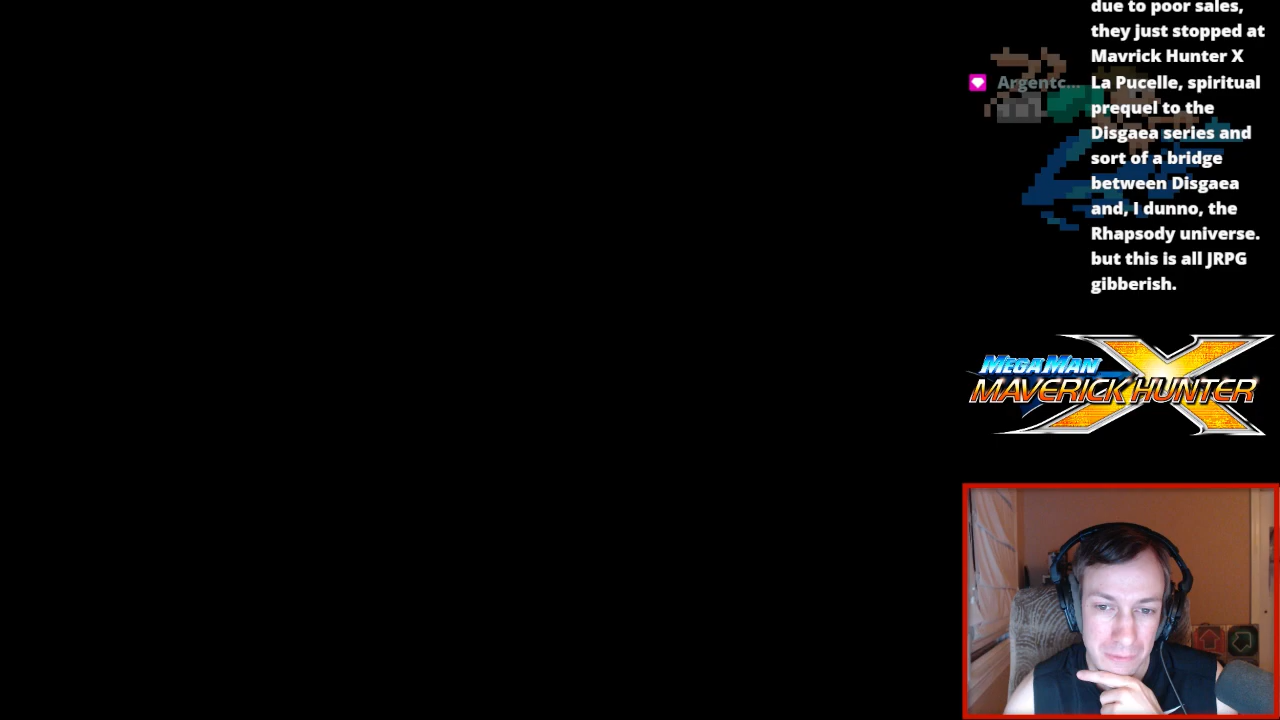 due to poor sales,
they just stopped at
Mavrick Hunter X
Argentc... La Pucelle, spiritual
prequel to the
Disgaea series and
sort of a bridge
between Disgaea
and, I dunno, the
Rhapsody universe.
but this is all JRPG
gibberish.
MEGA MAN
MAVERICK HUNTER X